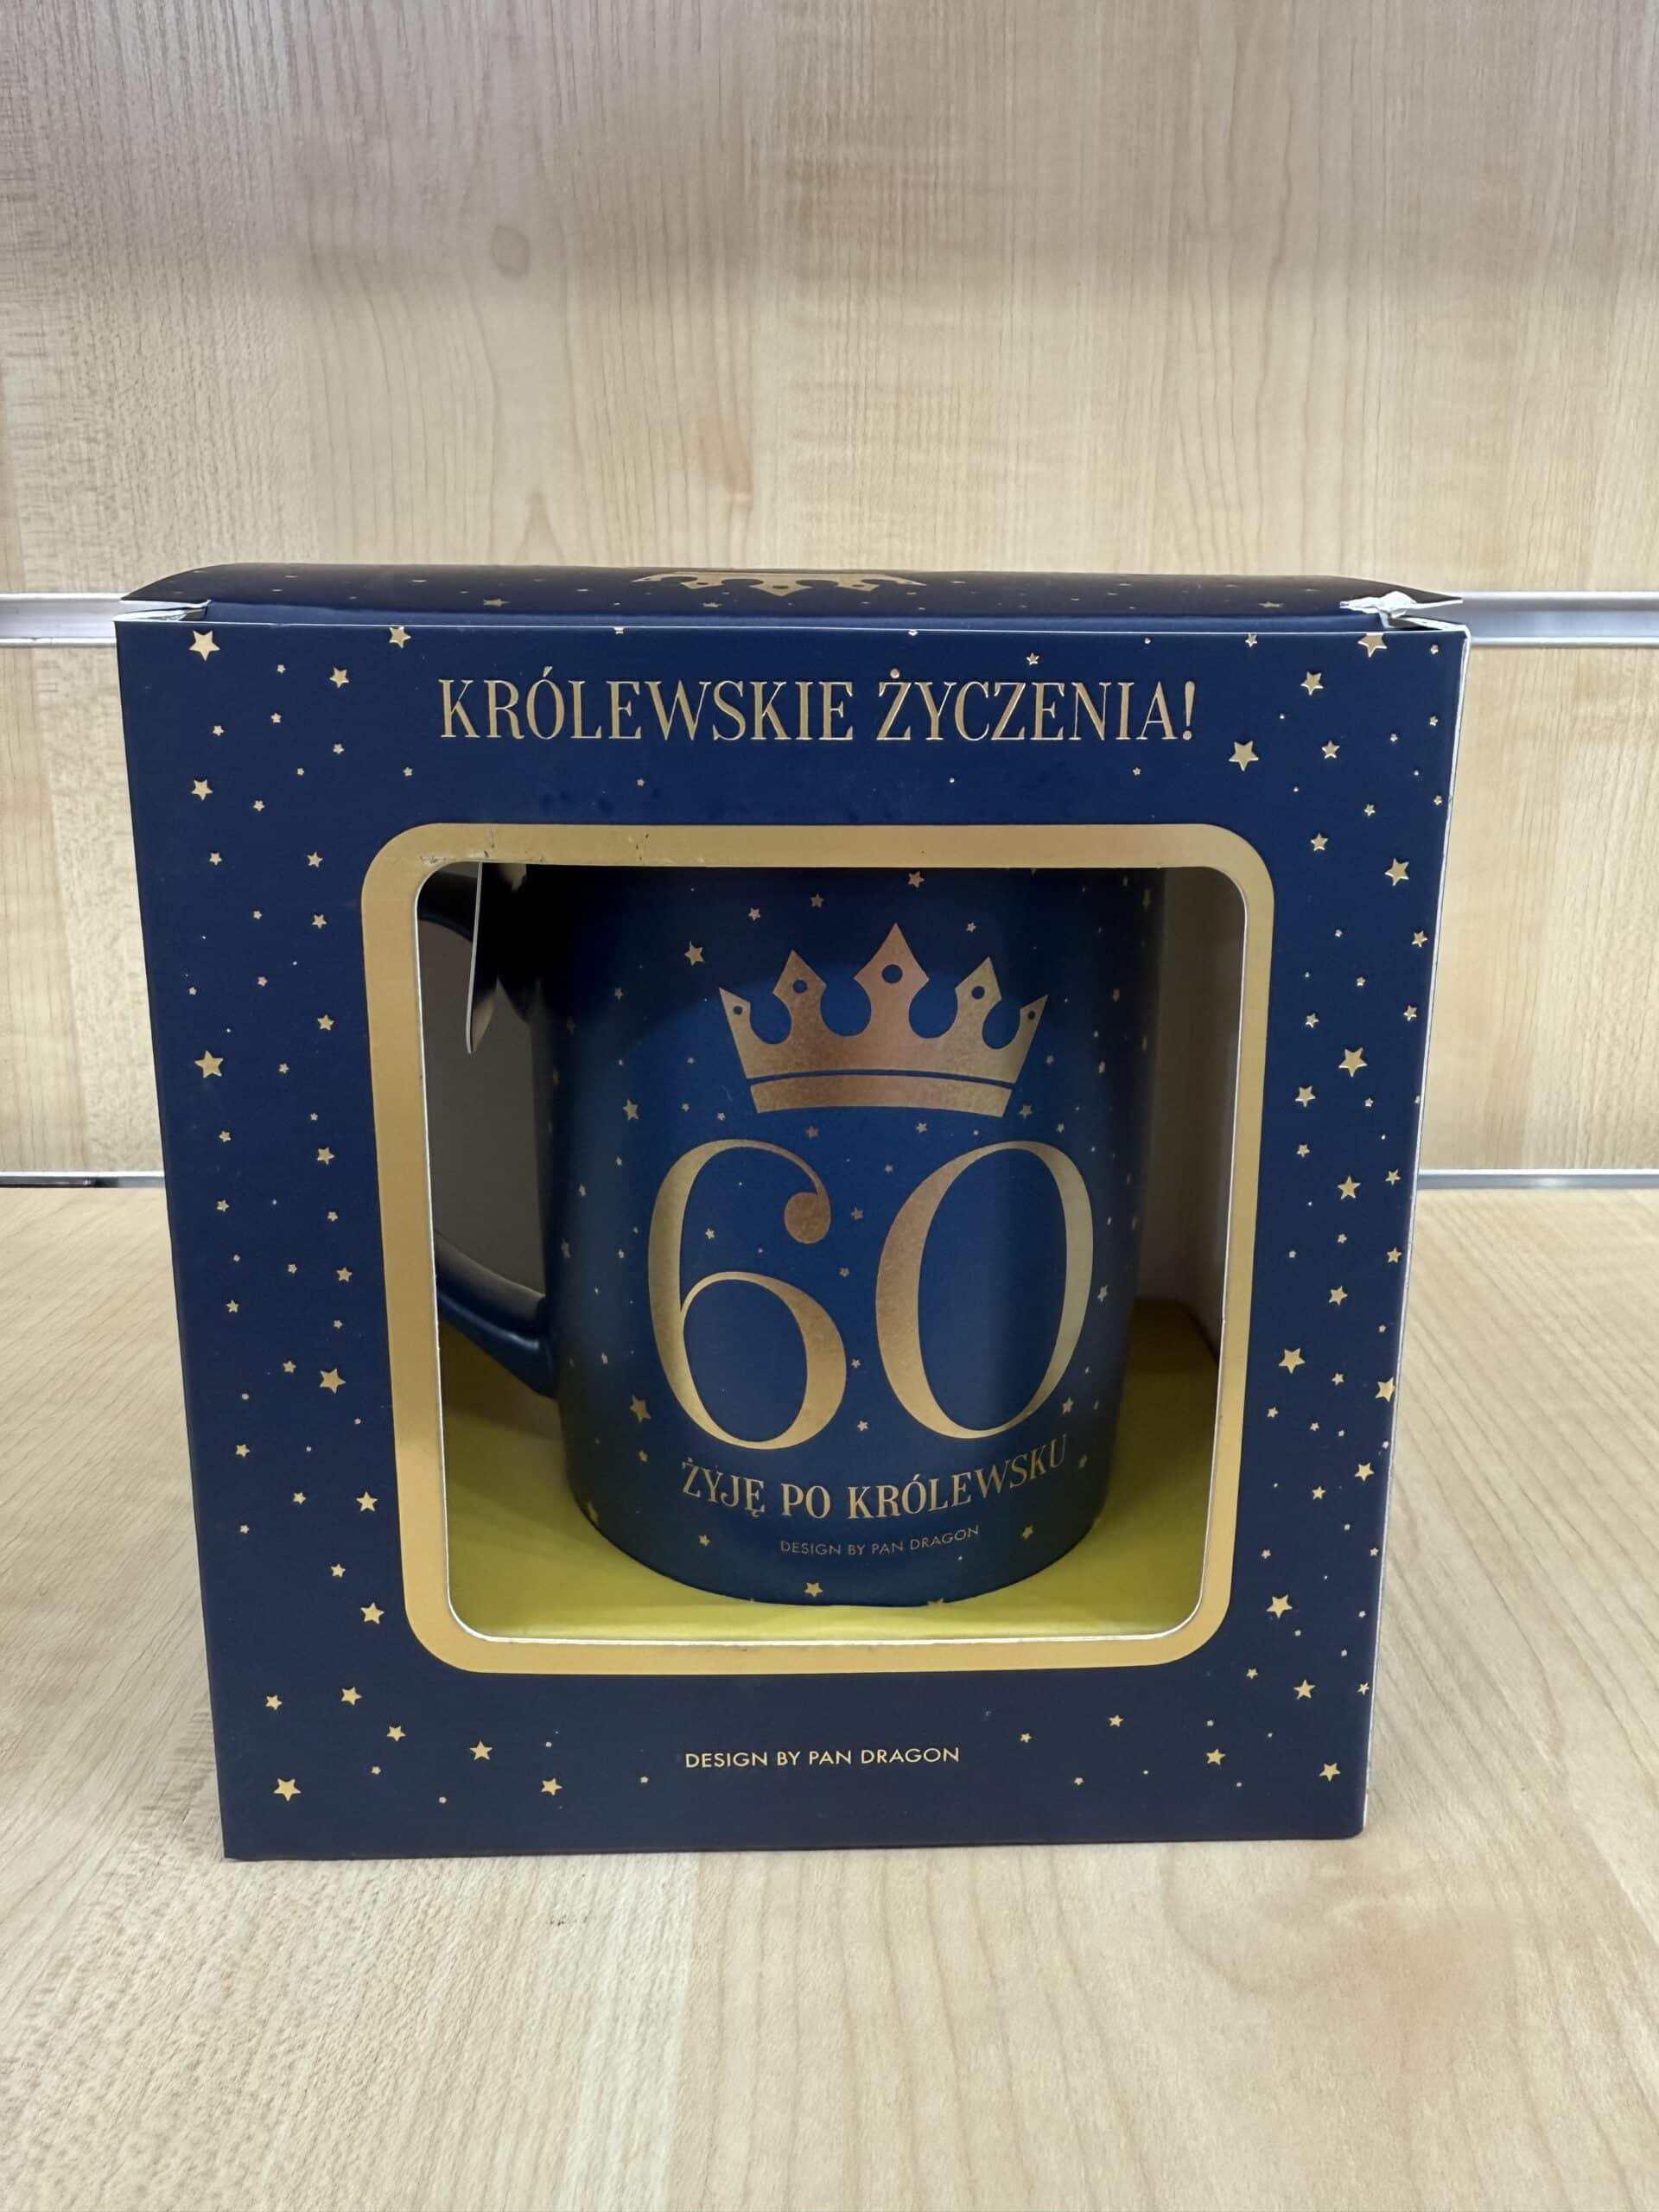 KRÓLEWSKIE ŻYCZENIA!
60
ŻYJĘ PO KRÓLEWSKU
DESIGN BY PAN DRAGON
DESIGN BY PAN DRAGON